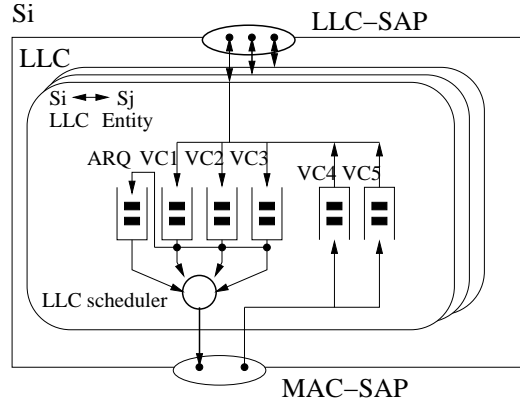 Si
LLC–SAP
LLC
Si Sj
LLC Entity
ARQ VC1 VC2 VC3
VC4 VC5
LLC scheduler
MAC–SAP